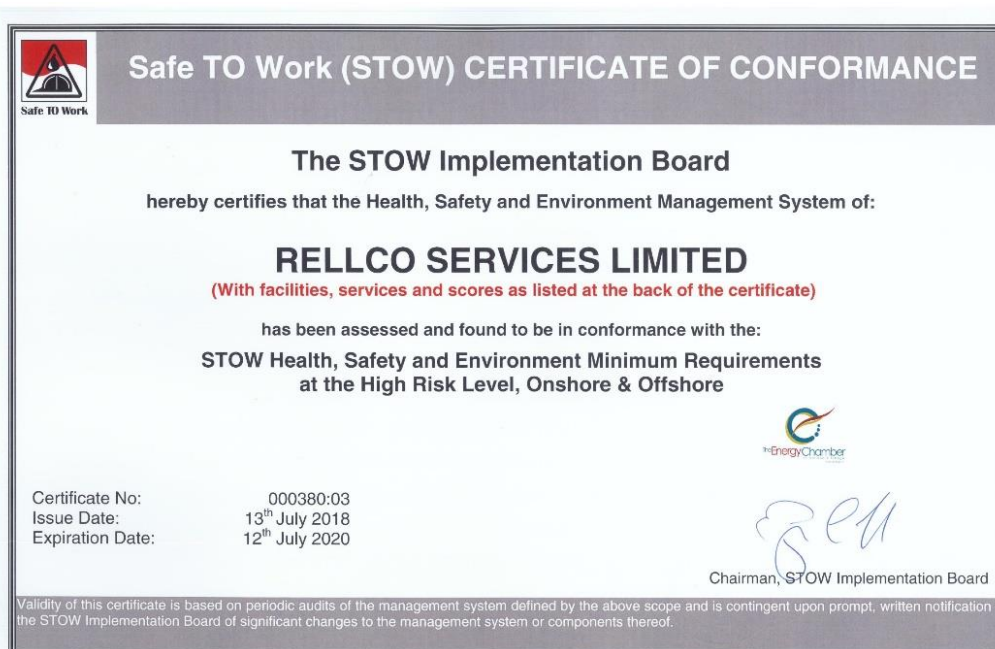 Safe TO Work (STOW) CERTIFICATE OF CONFORMANCE
Safe TO Work
The STOW Implementation Board
hereby certifies that the Health, Safety and Environment Management System of:
RELLCO SERVICES LIMITED
(With facilities, services and scores as listed at the back of the certificate)
has been assessed and found to be in conformance with the:
STOW Health, Safety and Environment Minimum Requirements
at the High Risk Level, Onshore & Offshore
The EnergyChamber
Certificate No: 000380:03
Issue Date: 13th July 2018
Expiration Date: 12th July 2020
Chairman, STOW Implementation Board
Validity of this certificate is based on periodic audits of the management system defined by the above scope and is contingent upon prompt, written notification
the STOW Implementation Board of significant changes to the management system or components thereof.